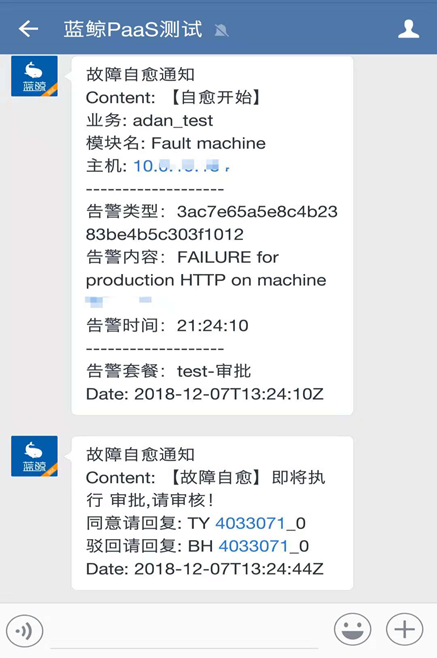 蓝鲸PaaS测试
蓝鲸
故障自愈通知
Content: 【自愈开始】
业务: adan_test
模块名: Fault machine
主机: 10.
--------------------
告警类型: 3ac7e65a5e8c4b23
83be4b5c303f1012
告警内容: FAILURE for
production HTTP on machine
告警时间: 21:24:10
--------------------
告警套餐: test-审批
Date: 2018-12-07T13:24:10Z
蓝鲸
故障自愈通知
Content: 【故障自愈】即将执
行 审批,请审核!
同意请回复: TY 4033071_0
驳回请回复: BH 4033071_0
Date: 2018-12-07T13:24:44Z